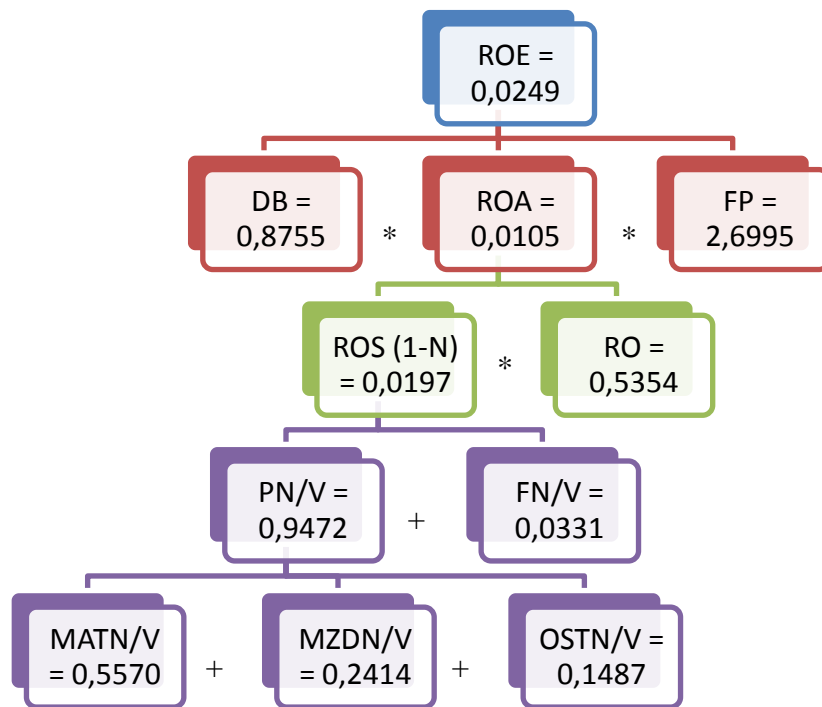 ROE =
0,0249
DB =
0,8755
*
ROA =
0,0105
*
FP =
2,6995
ROS (1-N)
= 0,0197
*
RO =
0,5354
PN/V =
0,9472
+
FN/V =
0,0331
MATN/V
= 0,5570
+
MZDN/V
= 0,2414
+
OSTN/V =
0,1487